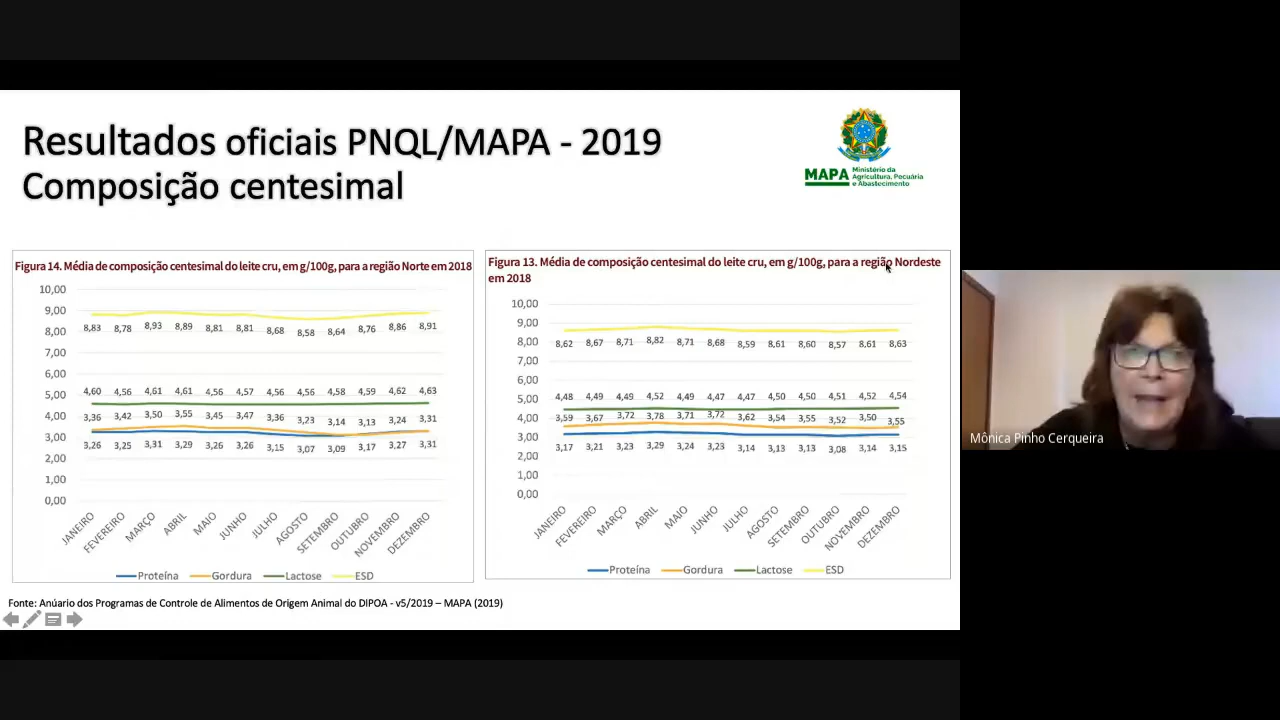 Resultados oficiais PNQL/MAPA - 2019
Composição centesimal
MAPA
Ministério da
Agricultura, Pecuária
e Abastecimento
Figura 14. Média de composição centesimal do leite cru, em g/100g, para a região Norte em 2018
10,00
9,00
8,00
7,00
6,00
5,00
4,00
3,00
2,00
1,00
0,00
8,83 8,78 8,93 8,89 8,81 8,81 8,68 8,58 8,64 8,76 8,86 8,91
4,60 4,56 4,61 4,61 4,56 4,57 4,56 4,56 4,58 4,59 4,62 4,63
3,36 3,42 3,50 3,55 3,45 3,47 3,36 3,23 3,14 3,13 3,24 3,31
3,26 3,25 3,31 3,29 3,26 3,26 3,15 3,07 3,09 3,17 3,27 3,31
JANEIRO FEVEREIRO MARÇO ABRIL MAIO JUNHO JULHO AGOSTO SETEMBRO OUTUBRO NOVEMBRO DEZEMBRO
Proteína Gordura Lactose ESD
Figura 13. Média de composição centesimal do leite cru, em g/100g, para a região Nordeste
em 2018
10,00
9,00
8,00
7,00
6,00
5,00
4,00
3,00
2,00
1,00
0,00
8,62 8,67 8,71 8,82 8,71 8,68 8,59 8,61 8,60 8,57 8,61 8,63
4,48 4,49 4,49 4,52 4,49 4,47 4,47 4,50 4,50 4,51 4,52 4,54
3,59 3,67 3,72 3,78 3,71 3,72 3,62 3,54 3,55 3,52 3,50 3,55
3,17 3,21 3,23 3,29 3,24 3,23 3,14 3,13 3,13 3,08 3,14 3,15
JANEIRO FEVEREIRO MARÇO ABRIL MAIO JUNHO JULHO AGOSTO SETEMBRO OUTUBRO NOVEMBRO DEZEMBRO
Proteína Gordura Lactose ESD
Fonte: Anúario dos Programas de Controle de Alimentos de Origem Animal do DIPOA - v5/2019 – MAPA (2019)
Mônica Pinho Cerqueira